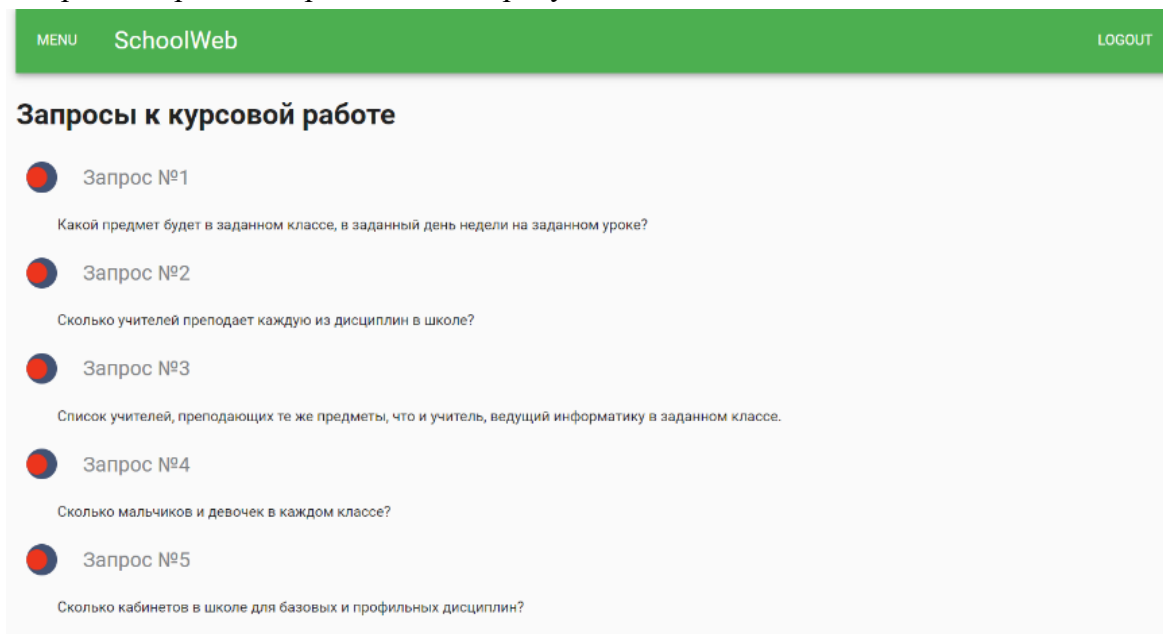 MENU SchoolWeb LOGOUT
Запросы к курсовой работе
Запрос №1
Какой предмет будет в заданном классе, в заданный день недели на заданном уроке?
Запрос №2
Сколько учителей преподает каждую из дисциплин в школе?
Запрос №3
Список учителей, преподающих те же предметы, что и учитель, ведущий информатику в заданном классе.
Запрос №4
Сколько мальчиков и девочек в каждом классе?
Запрос №5
Сколько кабинетов в школе для базовых и профильных дисциплин?